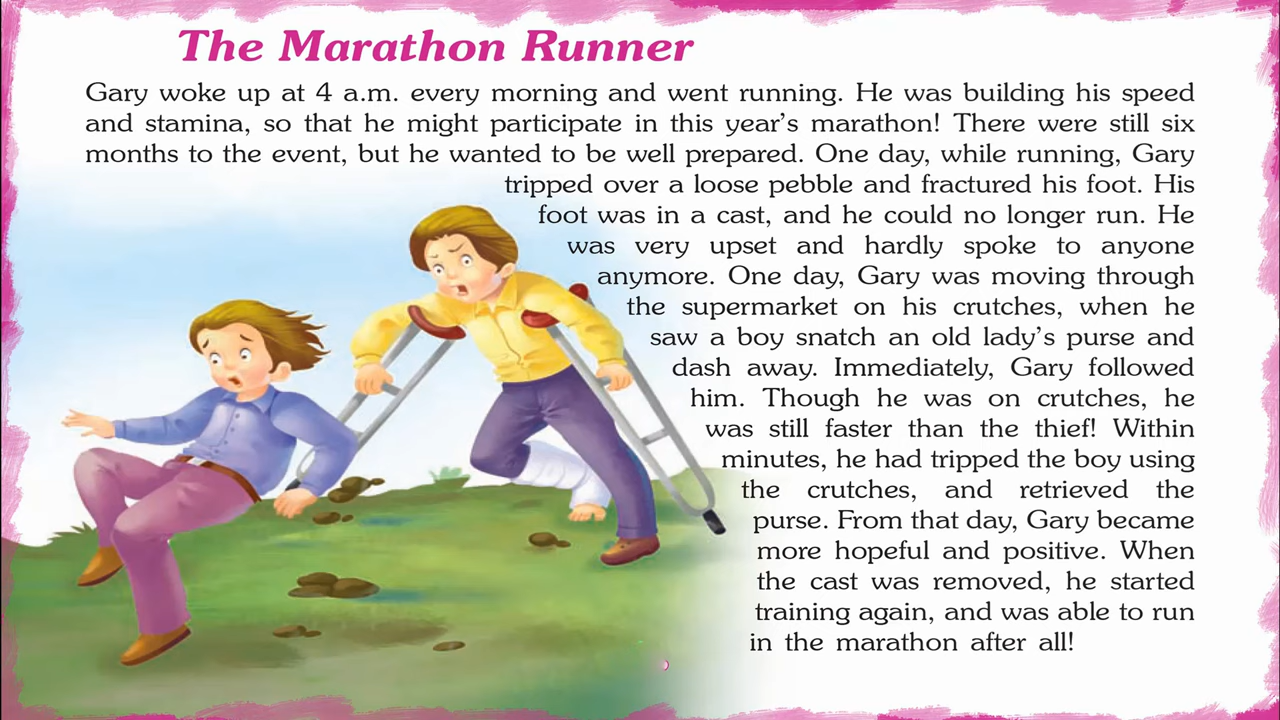 The Marathon Runner
Gary woke up at 4 a.m. every morning and went running. He was building his speed
and stamina, so that he might participate in this year's marathon! There were still six
months to the event, but he wanted to be well prepared. One day, while running, Gary
tripped over a loose pebble and fractured his foot. His
foot was in a cast, and he could no longer run. He
was very upset and hardly spoke to anyone
anymore. One day, Gary was moving through
the supermarket on his crutches, when he
saw a boy snatch an old lady's purse and
dash away. Immediately, Gary followed
him. Though he was on crutches, he
was still faster than the thief! Within
minutes, he had tripped the boy using
the crutches, and retrieved the
purse. From that day, Gary became
more hopeful and positive. When
the cast was removed, he started
training again, and was able to run
in the marathon after all!